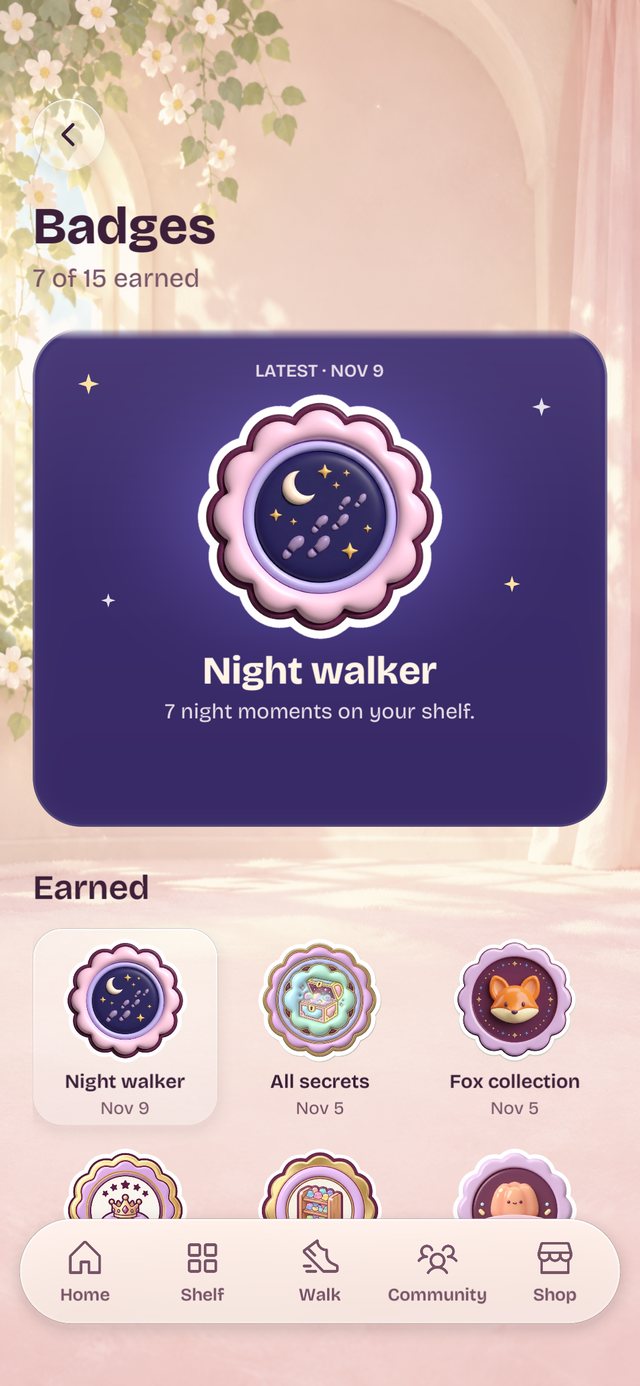 Badges
7 of 15 earned
LATEST · NOV 9
Night walker
7 night moments on your shelf.
Earned
Night walker
Nov 9
All secrets
Nov 5
Fox collection
Nov 5
Home
Shelf
Walk
Community
Shop